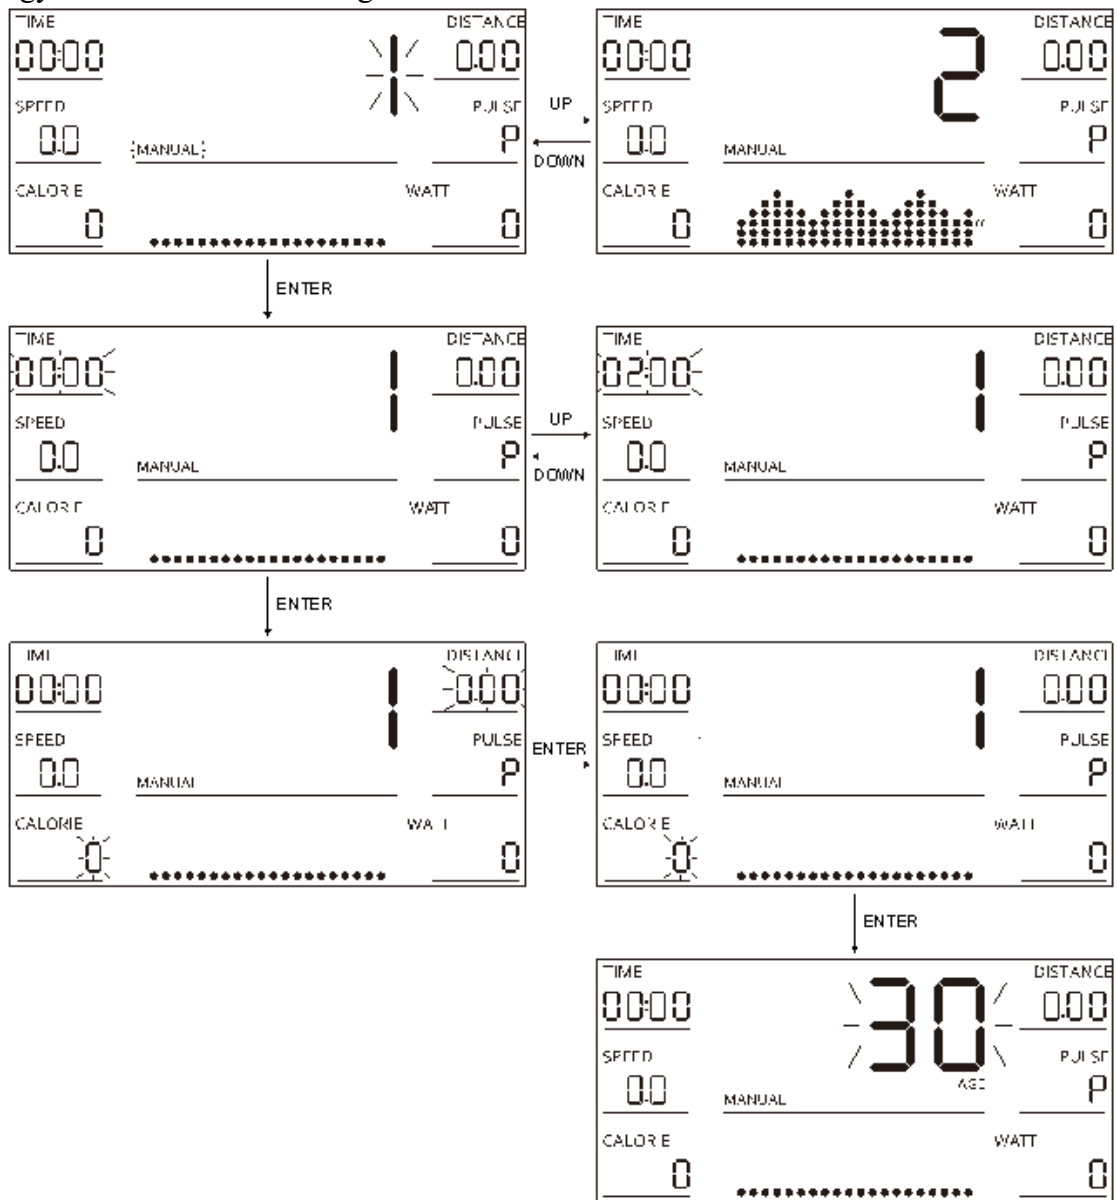 TIME
DISTANCE
00:00
1
0.00
SPEED
PULSE
0.0
MANUAL
P
CALORIE
WATT
0
0
UP
DOWN
TIME
DISTANCE
00:00
2
0.00
SPEED
PULSE
0.0
MANUAL
P
CALORIE
WATT
0
0
ENTER
TIME
DISTANCE
00:00
1
0.00
SPEED
PULSE
0.0
MANUAL
P
CALORIE
WATT
0
0
UP
DOWN
TIME
DISTANCE
02:00
1
0.00
SPEED
PULSE
0.0
MANUAL
P
CALORIE
WATT
0
0
ENTER
TIME
DISTANCE
00:00
1
0.00
SPEED
PULSE
0.0
MANUAL
P
CALORIE
WATT
0
0
ENTER
TIME
DISTANCE
00:00
1
0.00
SPEED
PULSE
0.0
MANUAL
P
CALORIE
WATT
0
0
ENTER
TIME
DISTANCE
00:00
30
0.00
SPEED
PULSE
0.0
AGE
MANUAL
P
CALORIE
WATT
0
0